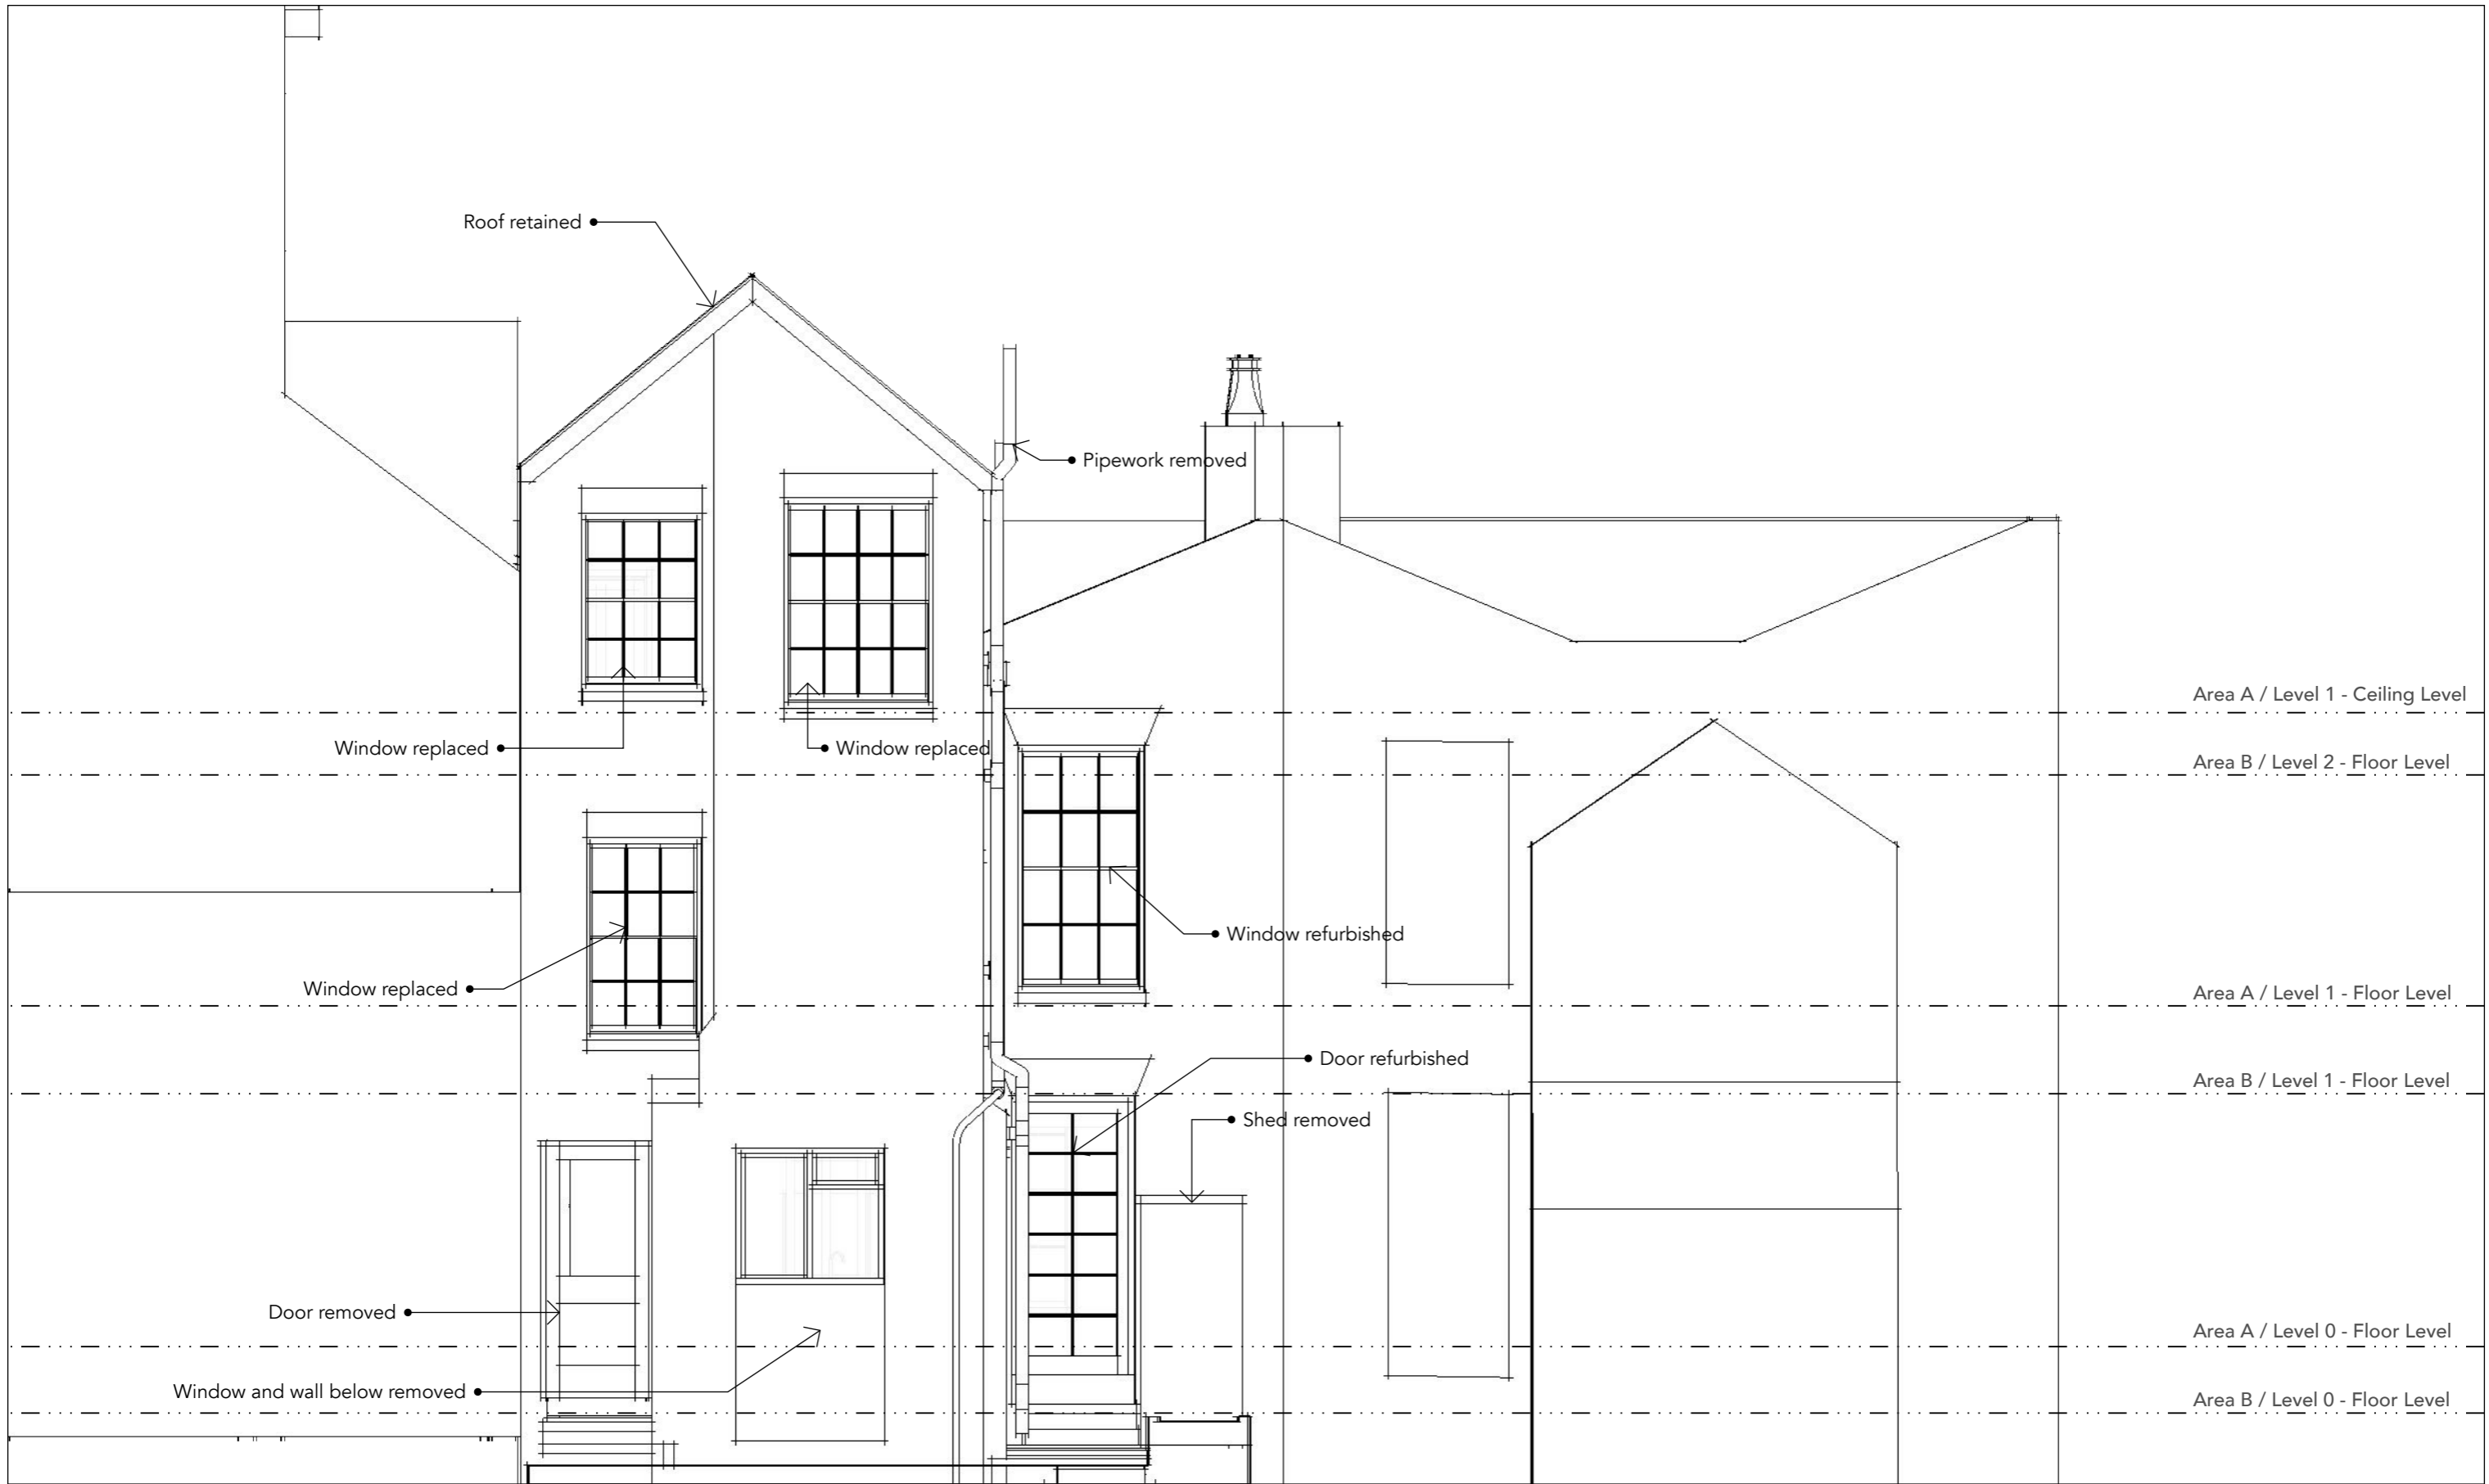 Roof retained
Pipework removed
Area A / Level 1 - Ceiling Level
Window replaced
Window replaced
Area B / Level 2 - Floor Level
Window refurbished
Window replaced
Area A / Level 1 - Floor Level
Door refurbished
Area B / Level 1 - Floor Level
Shed removed
Door removed
Area A / Level 0 - Floor Level
Window and wall below removed
Area B / Level 0 - Floor Level